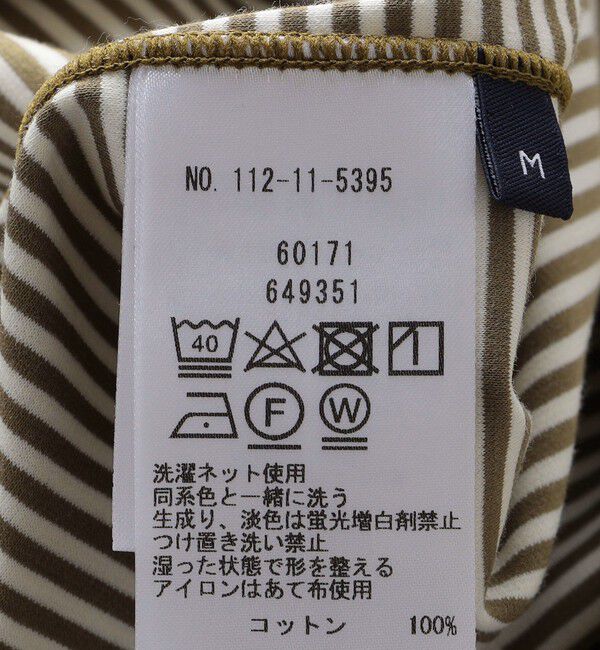 M
NO. 112-11-5395
60171
649351
40
F W
洗濯ネット使用
同系色と一緒に洗う
生成り、淡色は蛍光増白剤禁止
つけ置き洗い禁止
湿った状態で形を整える
アイロンはあて布使用
コットン 100%